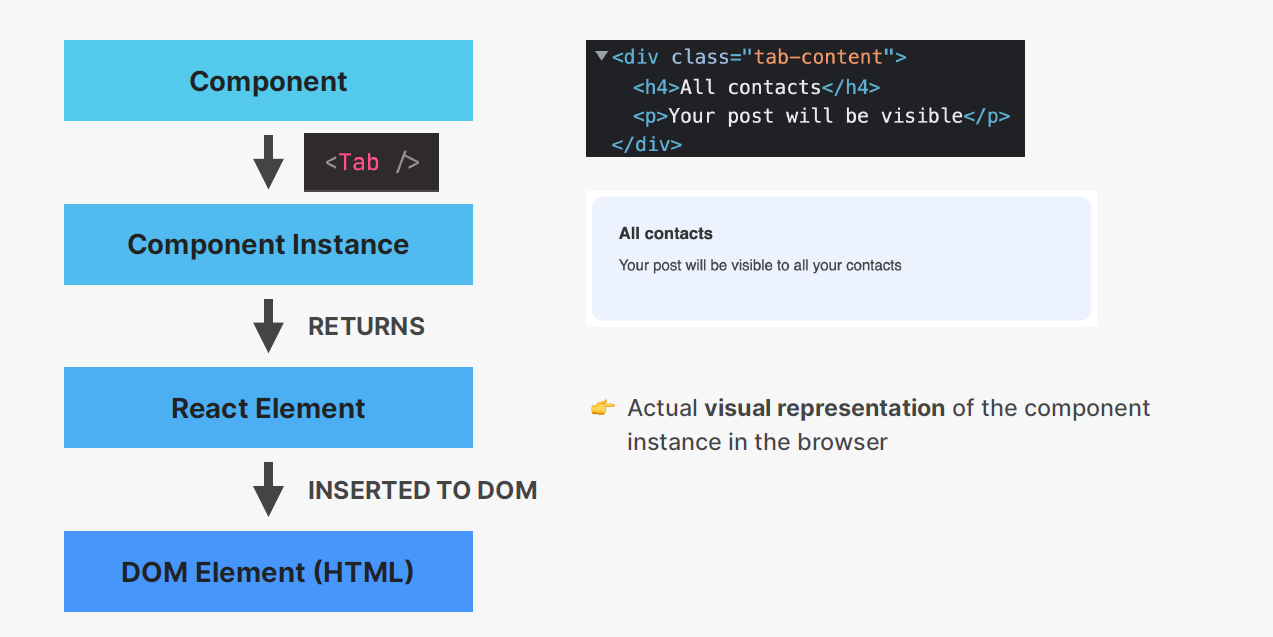 Component
<Tab />
Component Instance
RETURNS
React Element
INSERTED TO DOM
DOM Element (HTML)
<div class="tab-content">
<h4>All contacts</h4>
<p>Your post will be visible</p>
</div>
All contacts
Your post will be visible to all your contacts
Actual visual representation of the component
instance in the browser